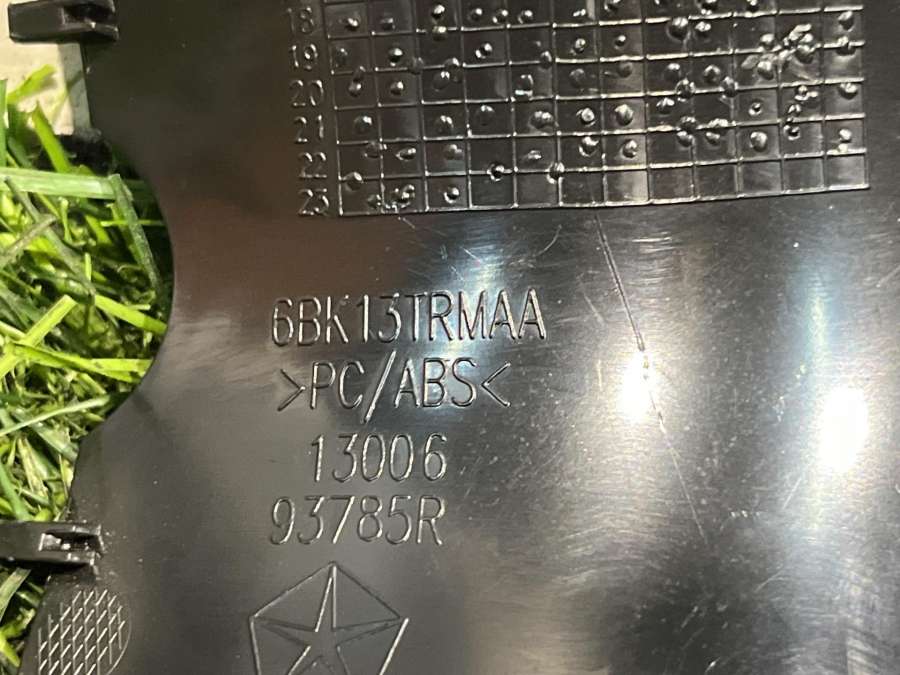 18
19
20
21
22
23
6BK13TRMAA
>PC/ABS<
13006
93785R